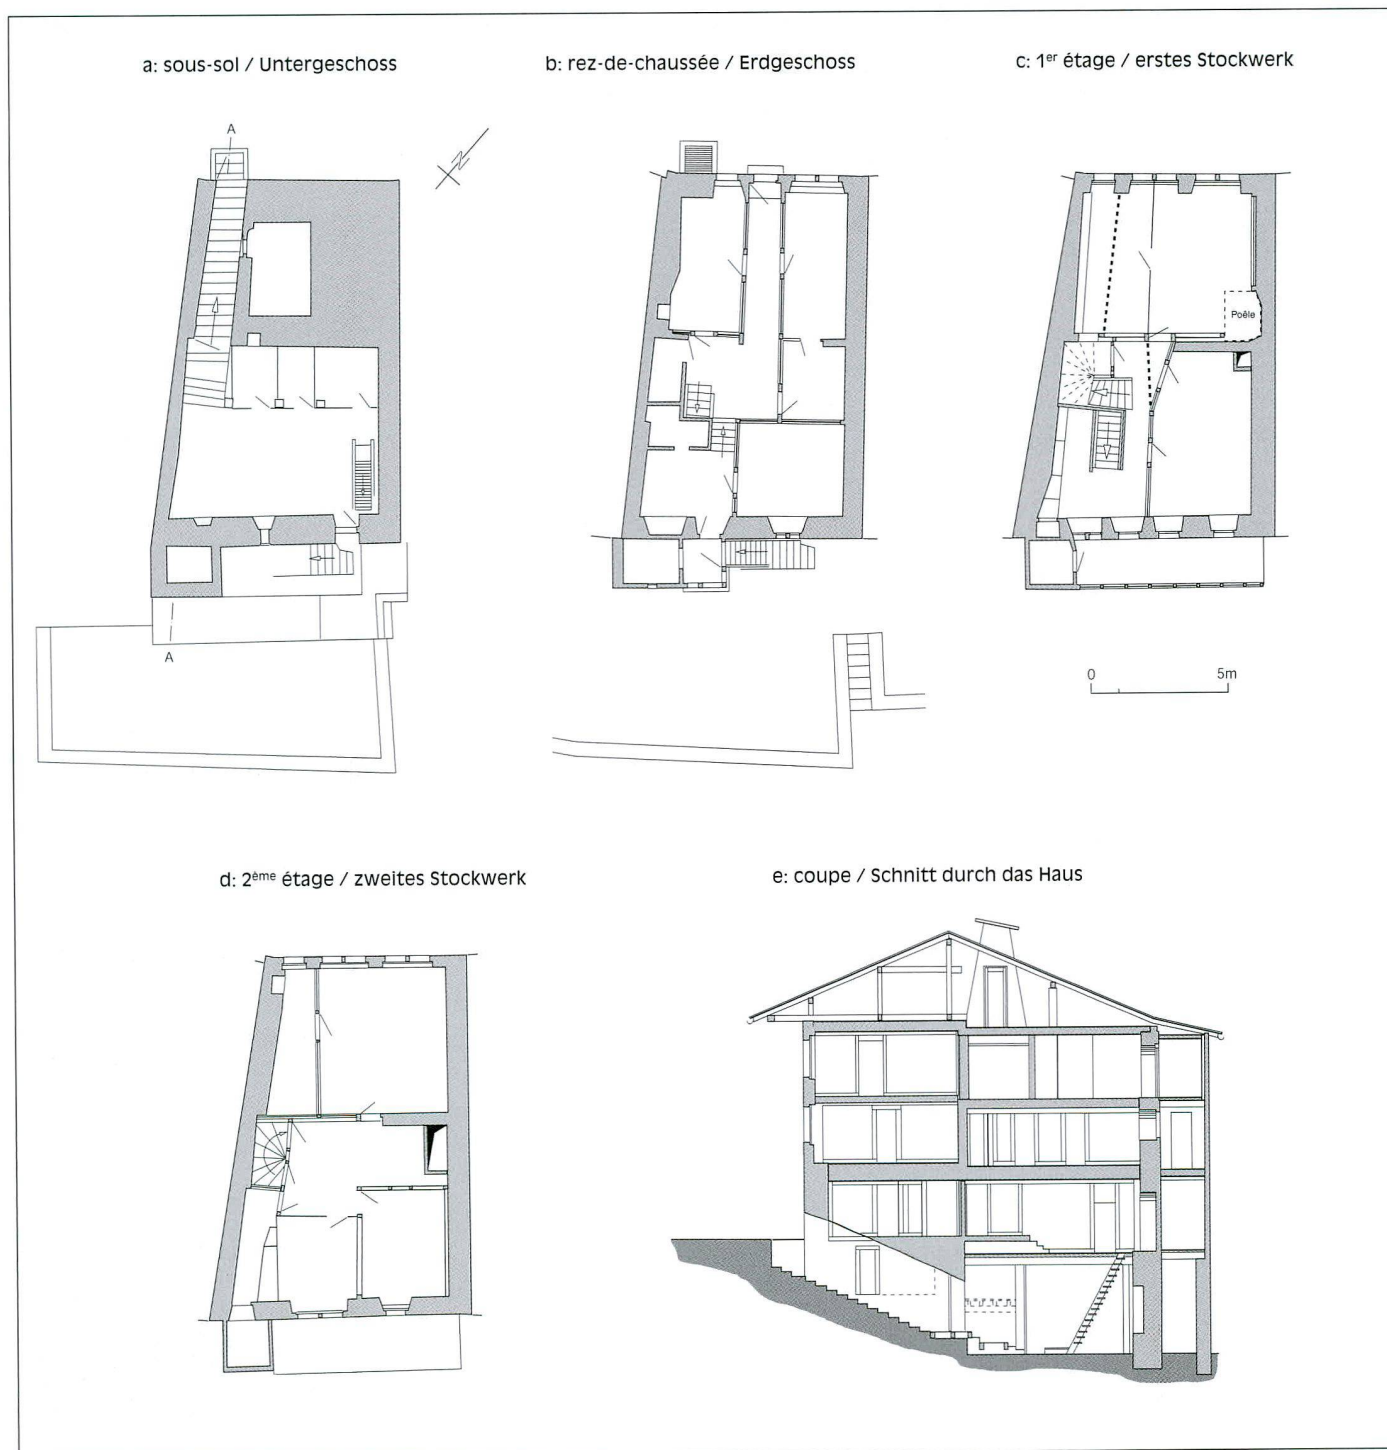 a: sous-sol / Untergeschoss
b: rez-de-chaussée / Erdgeschoss
c: 1er étage / erstes Stockwerk
A
N
Poêle
A
0 5m
d: 2ème étage / zweites Stockwerk
e: coupe / Schnitt durch das Haus